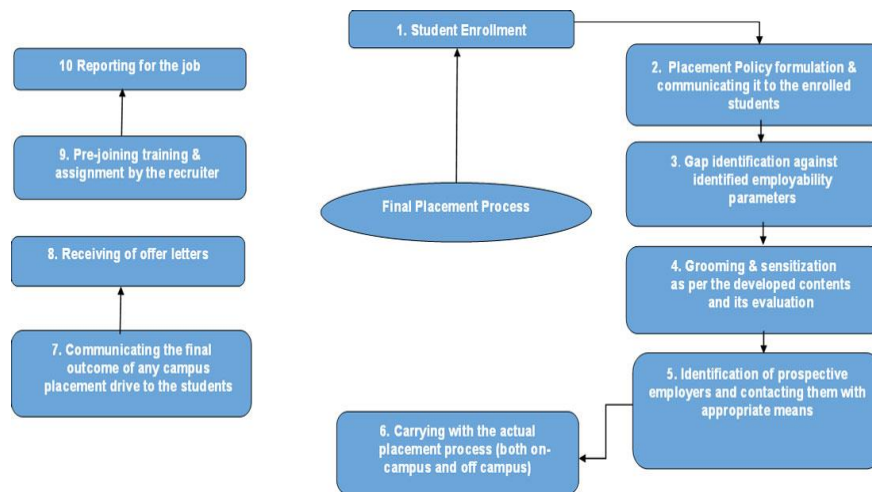 1. Student Enrollment
2. Placement Policy formulation &
communicating it to the enrolled
students
3. Gap identification against
identified employability
parameters
4. Grooming & sensitization
as per the developed contents
and its evaluation
5. Identification of prospective
employers and contacting them with
appropriate means
6. Carrying with the actual
placement process (both on-
campus and off campus)
7. Communicating the final
outcome of any campus
placement drive to the students
8. Receiving of offer letters
9. Pre-joining training &
assignment by the recruiter
10 Reporting for the job
Final Placement Process